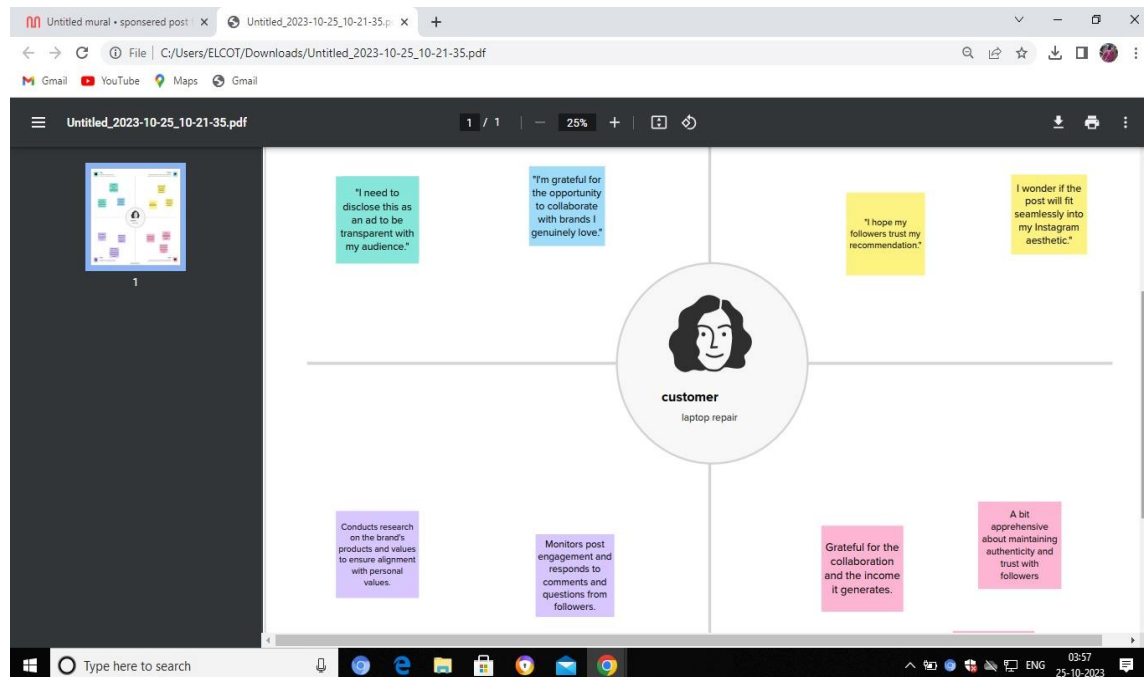 Untitled mural • sponsered post
Untitled_2023-10-25_10-21-35.p
File | C:/Users/ELCOT/Downloads/Untitled_2023-10-25_10-21-35.pdf
Gmail YouTube Maps Gmail
Untitled_2023-10-25_10-21-35.pdf
1 / 1
25%
1
"I need to
disclose this as
an ad to be
transparent with
my audience."
"I'm grateful for
the opportunity
to collaborate
with brands I
genuinely love."
"I hope my
followers trust my
recommendation."
I wonder if the
post will fit
seamlessly into
my Instagram
aesthetic."
customer
laptop repair
Conducts research
on the brand's
products and values
to ensure alignment
with personal
values.
Monitors post
engagement and
responds to
comments and
questions from
followers.
Grateful for the
collaboration
and the income
it generates.
A bit
apprehensive
about maintaining
authenticity and
trust with
followers
Type here to search
ENG
03:57
25-10-2023